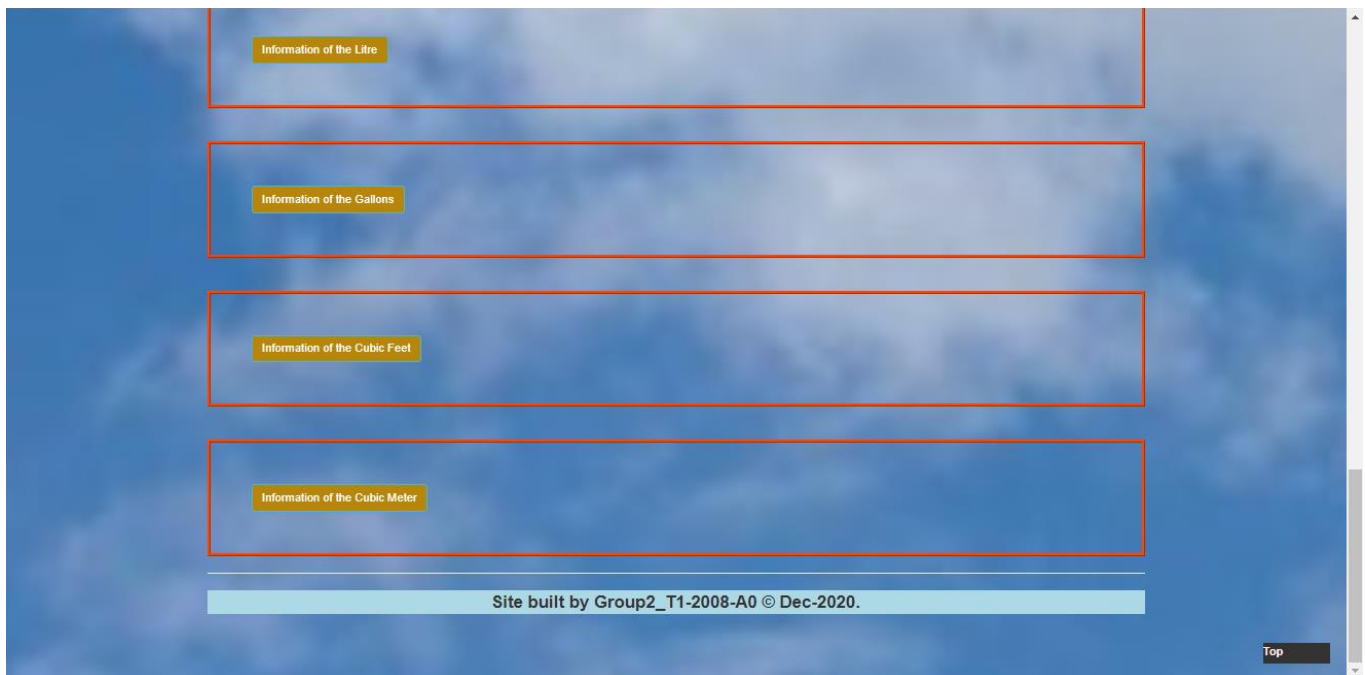 Information of the Litre
Information of the Gallons
Information of the Cubic Feet
Information of the Cubic Meter
Site built by Group2_T1-2008-A0 © Dec-2020.
Top